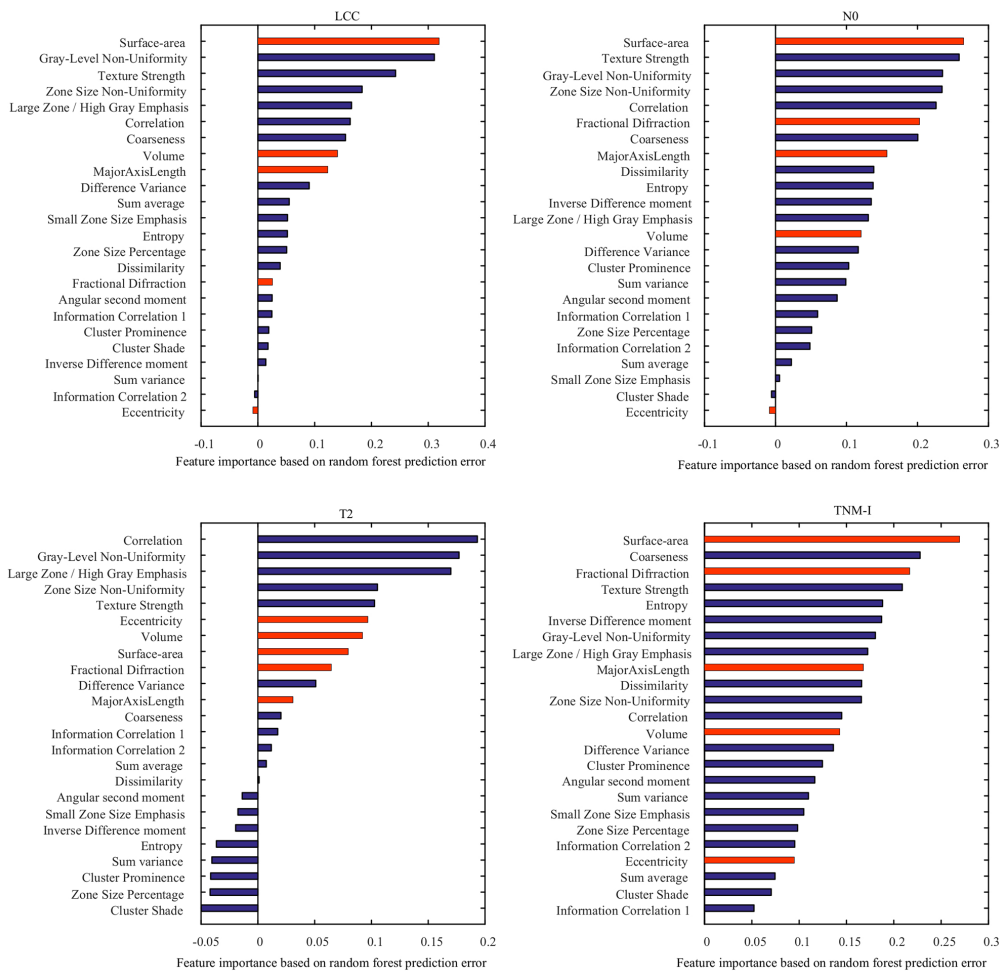 LCC
Surface-area
Gray-Level Non-Uniformity
Texture Strength
Zone Size Non-Uniformity
Large Zone / High Gray Emphasis
Correlation
Coarseness
Volume
MajorAxisLength
Difference Variance
Sum average
Small Zone Size Emphasis
Entropy
Zone Size Percentage
Dissimilarity
Fractional Difrraction
Angular second moment
Information Correlation 1
Cluster Prominence
Cluster Shade
Inverse Difference moment
Sum variance
Information Correlation 2
Eccentricity
-0.1 0 0.1 0.2 0.3 0.4
Feature importance based on random forest prediction error
N0
Surface-area
Texture Strength
Gray-Level Non-Uniformity
Zone Size Non-Uniformity
Correlation
Fractional Difrraction
Coarseness
MajorAxisLength
Dissimilarity
Entropy
Inverse Difference moment
Large Zone / High Gray Emphasis
Volume
Difference Variance
Cluster Prominence
Sum variance
Angular second moment
Information Correlation 1
Zone Size Percentage
Information Correlation 2
Sum average
Small Zone Size Emphasis
Cluster Shade
Eccentricity
-0.1 0 0.1 0.2 0.3
Feature importance based on random forest prediction error
T2
Correlation
Gray-Level Non-Uniformity
Large Zone / High Gray Emphasis
Zone Size Non-Uniformity
Texture Strength
Eccentricity
Volume
Surface-area
Fractional Difrraction
Difference Variance
MajorAxisLength
Coarseness
Information Correlation 1
Information Correlation 2
Sum average
Dissimilarity
Angular second moment
Small Zone Size Emphasis
Inverse Difference moment
Entropy
Sum variance
Cluster Prominence
Zone Size Percentage
Cluster Shade
-0.05 0 0.05 0.1 0.15 0.2
Feature importance based on random forest prediction error
TNM-I
Surface-area
Coarseness
Fractional Difrraction
Texture Strength
Entropy
Inverse Difference moment
Gray-Level Non-Uniformity
Large Zone / High Gray Emphasis
MajorAxisLength
Dissimilarity
Zone Size Non-Uniformity
Correlation
Volume
Difference Variance
Cluster Prominence
Angular second moment
Sum variance
Small Zone Size Emphasis
Zone Size Percentage
Information Correlation 2
Eccentricity
Sum average
Cluster Shade
Information Correlation 1
0 0.05 0.1 0.15 0.2 0.25 0.3
Feature importance based on random forest prediction error